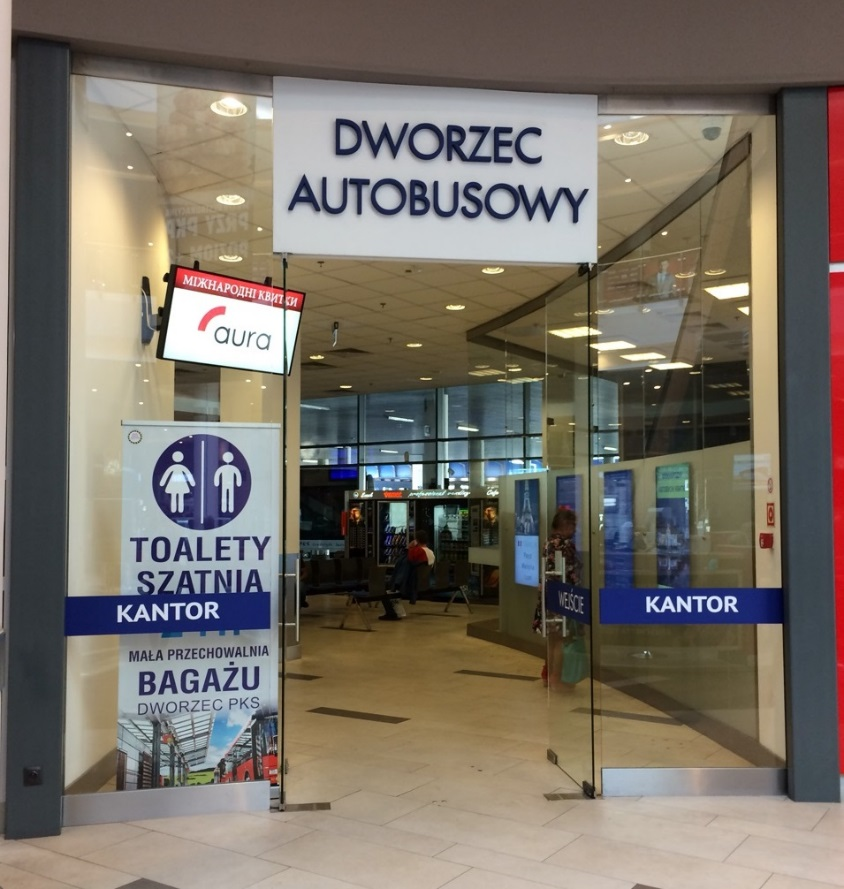 DWORZEC
AUTOBUSOWY
МІЖНАРОДНІ КВИТКИ
aura
TOALETY
SZATNIA
KANTOR
MAŁA PRZECHOWALNIA
BAGAŻU
DWORZEC PKS
WEJŚCIE
KANTOR